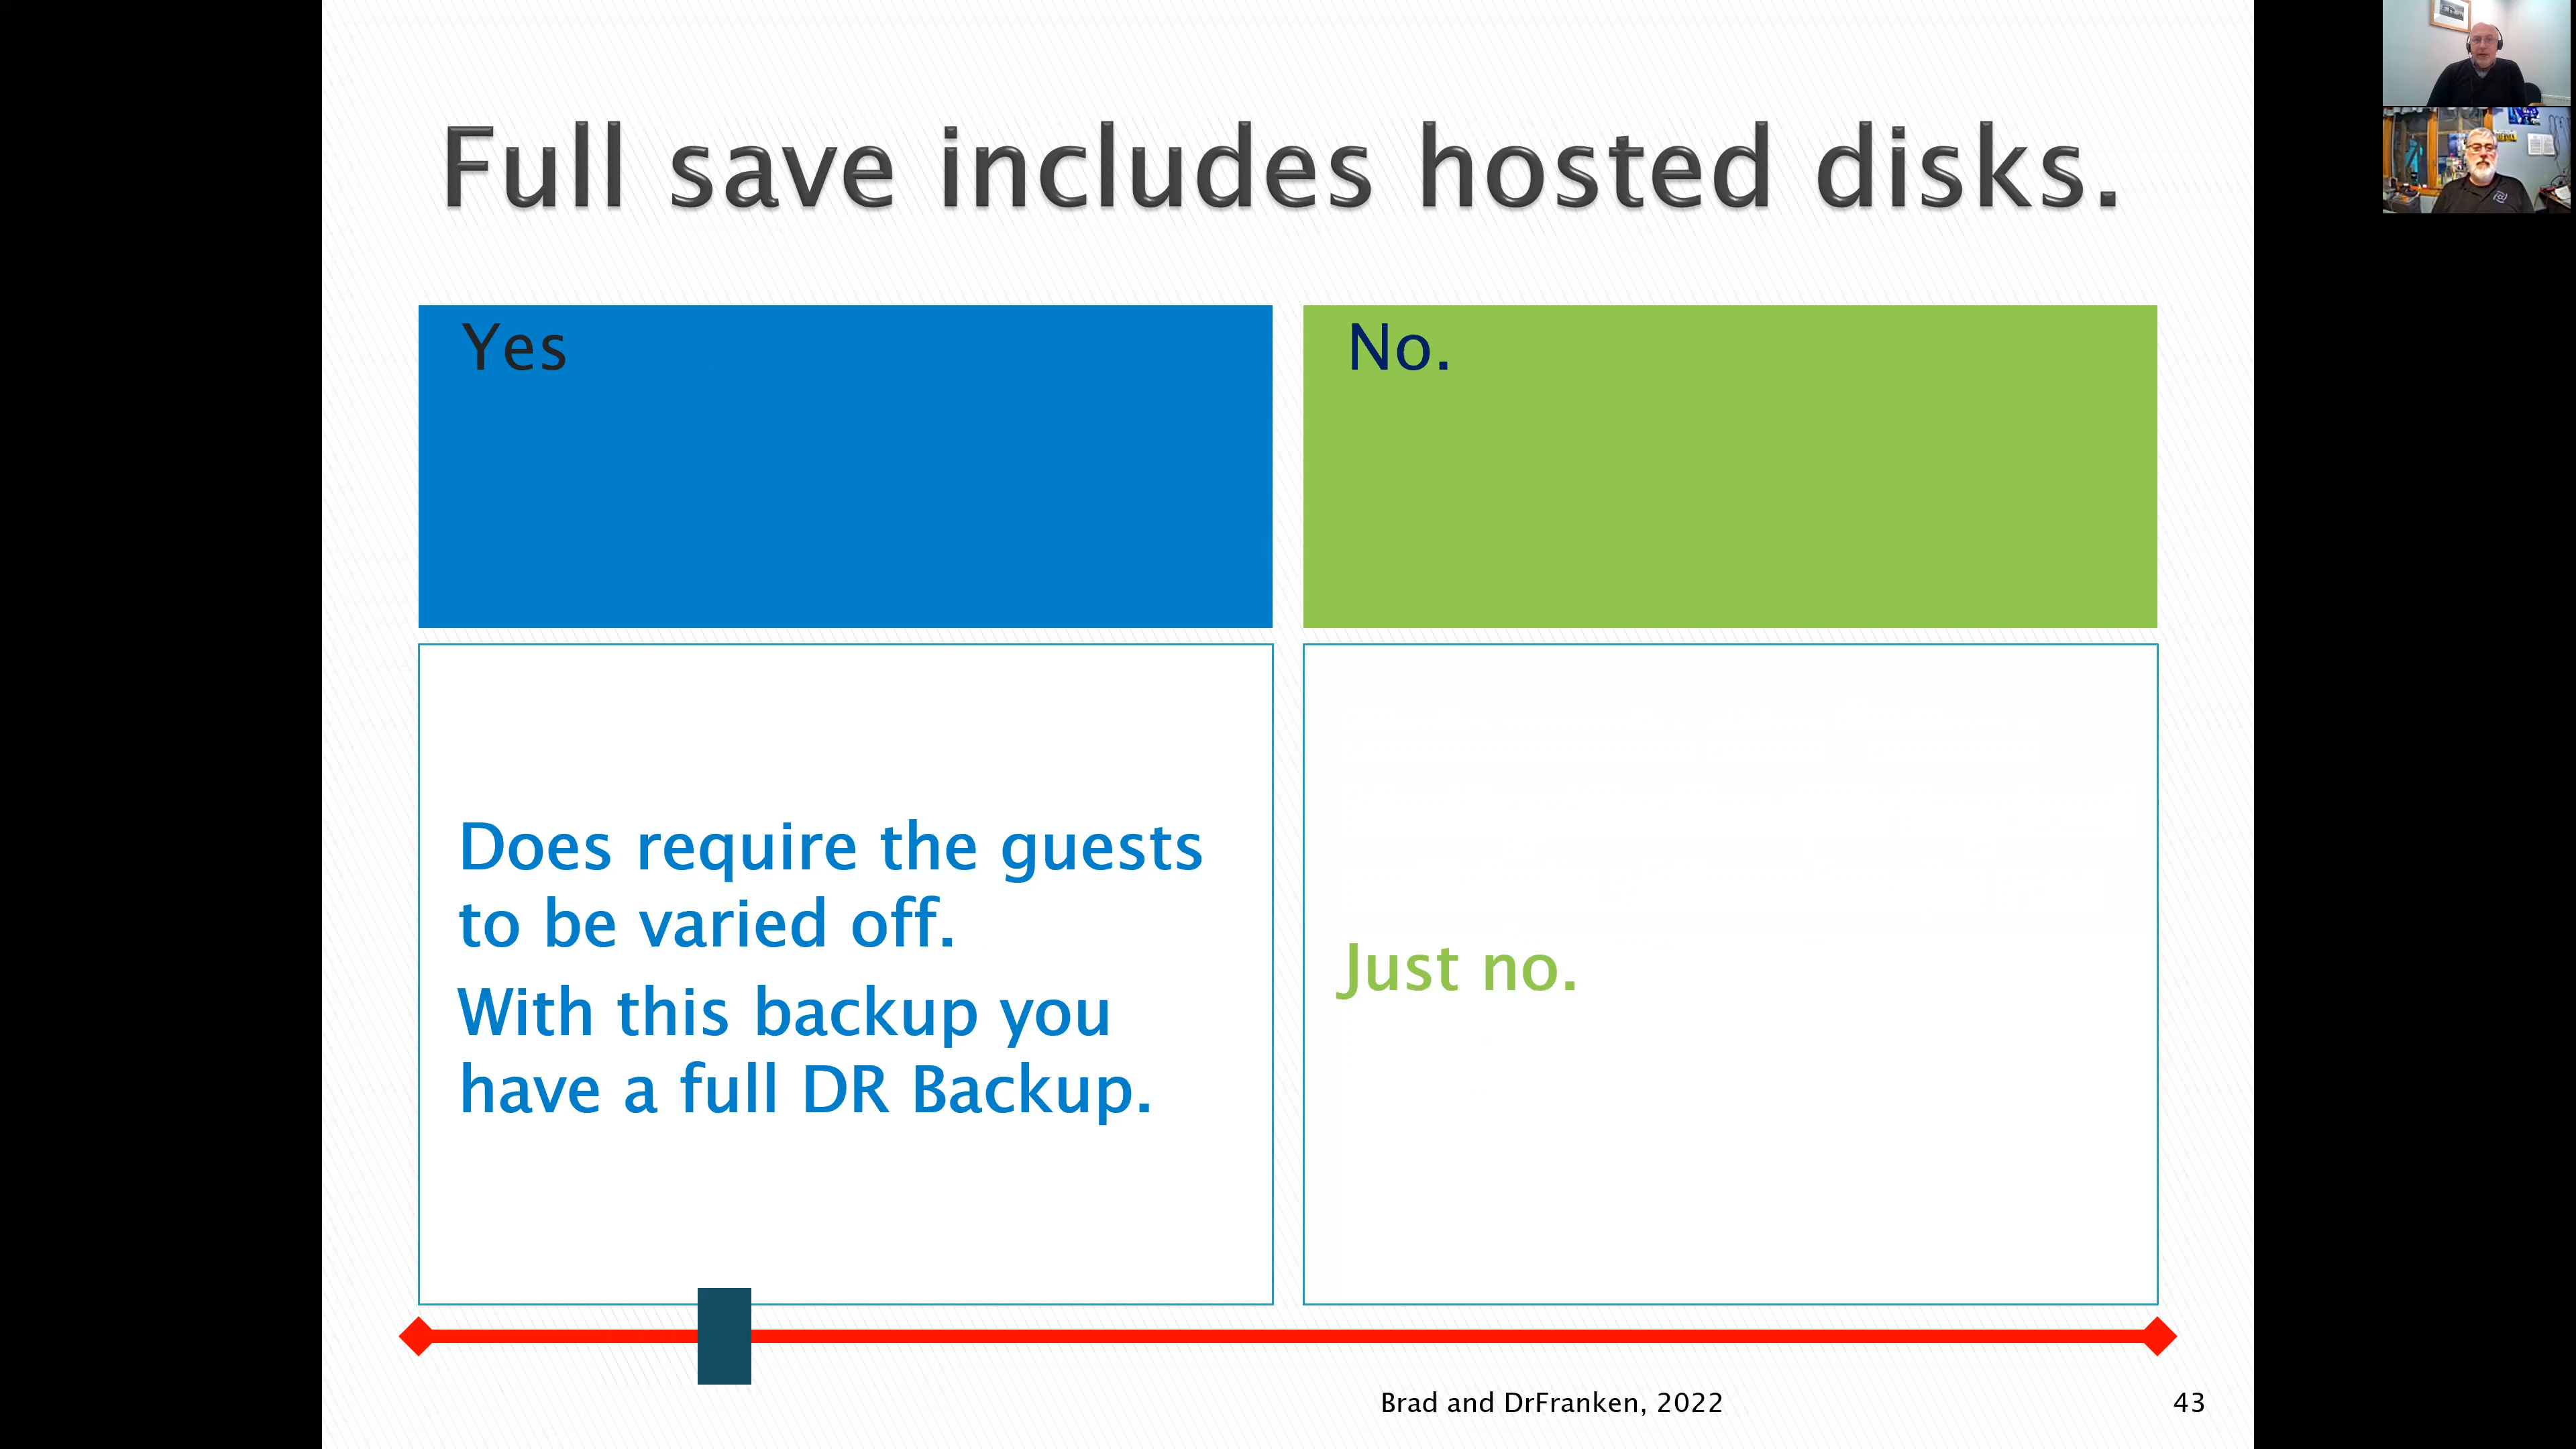 Full save includes hosted disks.
Yes
No.
Does require the guests
to be varied off.
With this backup you
have a full DR Backup.
Just no.
Brad and DrFranken, 2022
43